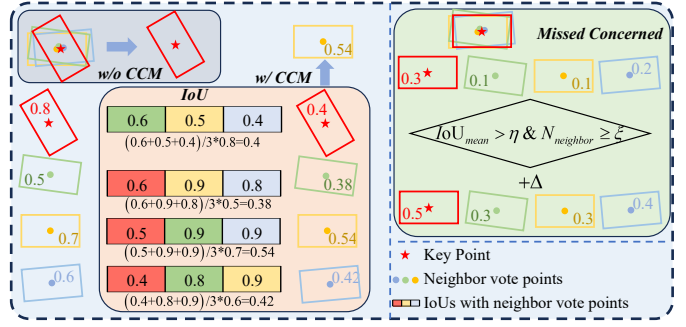 w/o CCM
w/ CCM
0.54
IoU
0.8
0.6 0.5 0.4
(0.6+0.5+0.4)/3*0.8=0.4
0.4
0.5
0.6 0.9 0.8
(0.6+0.9+0.8)/3*0.5=0.38
0.38
0.7
0.5 0.9 0.9
(0.5+0.9+0.9)/3*0.7=0.54
0.54
0.6
0.4 0.8 0.9
(0.4+0.8+0.9)/3*0.6=0.42
0.42
Missed Concerned
0.3 0.1 0.1 0.2
IoU_mean > η & N_neighbor ≥ ξ
+Δ
0.5 0.3 0.3 0.4
Key Point
Neighbor vote points
IoUs with neighbor vote points